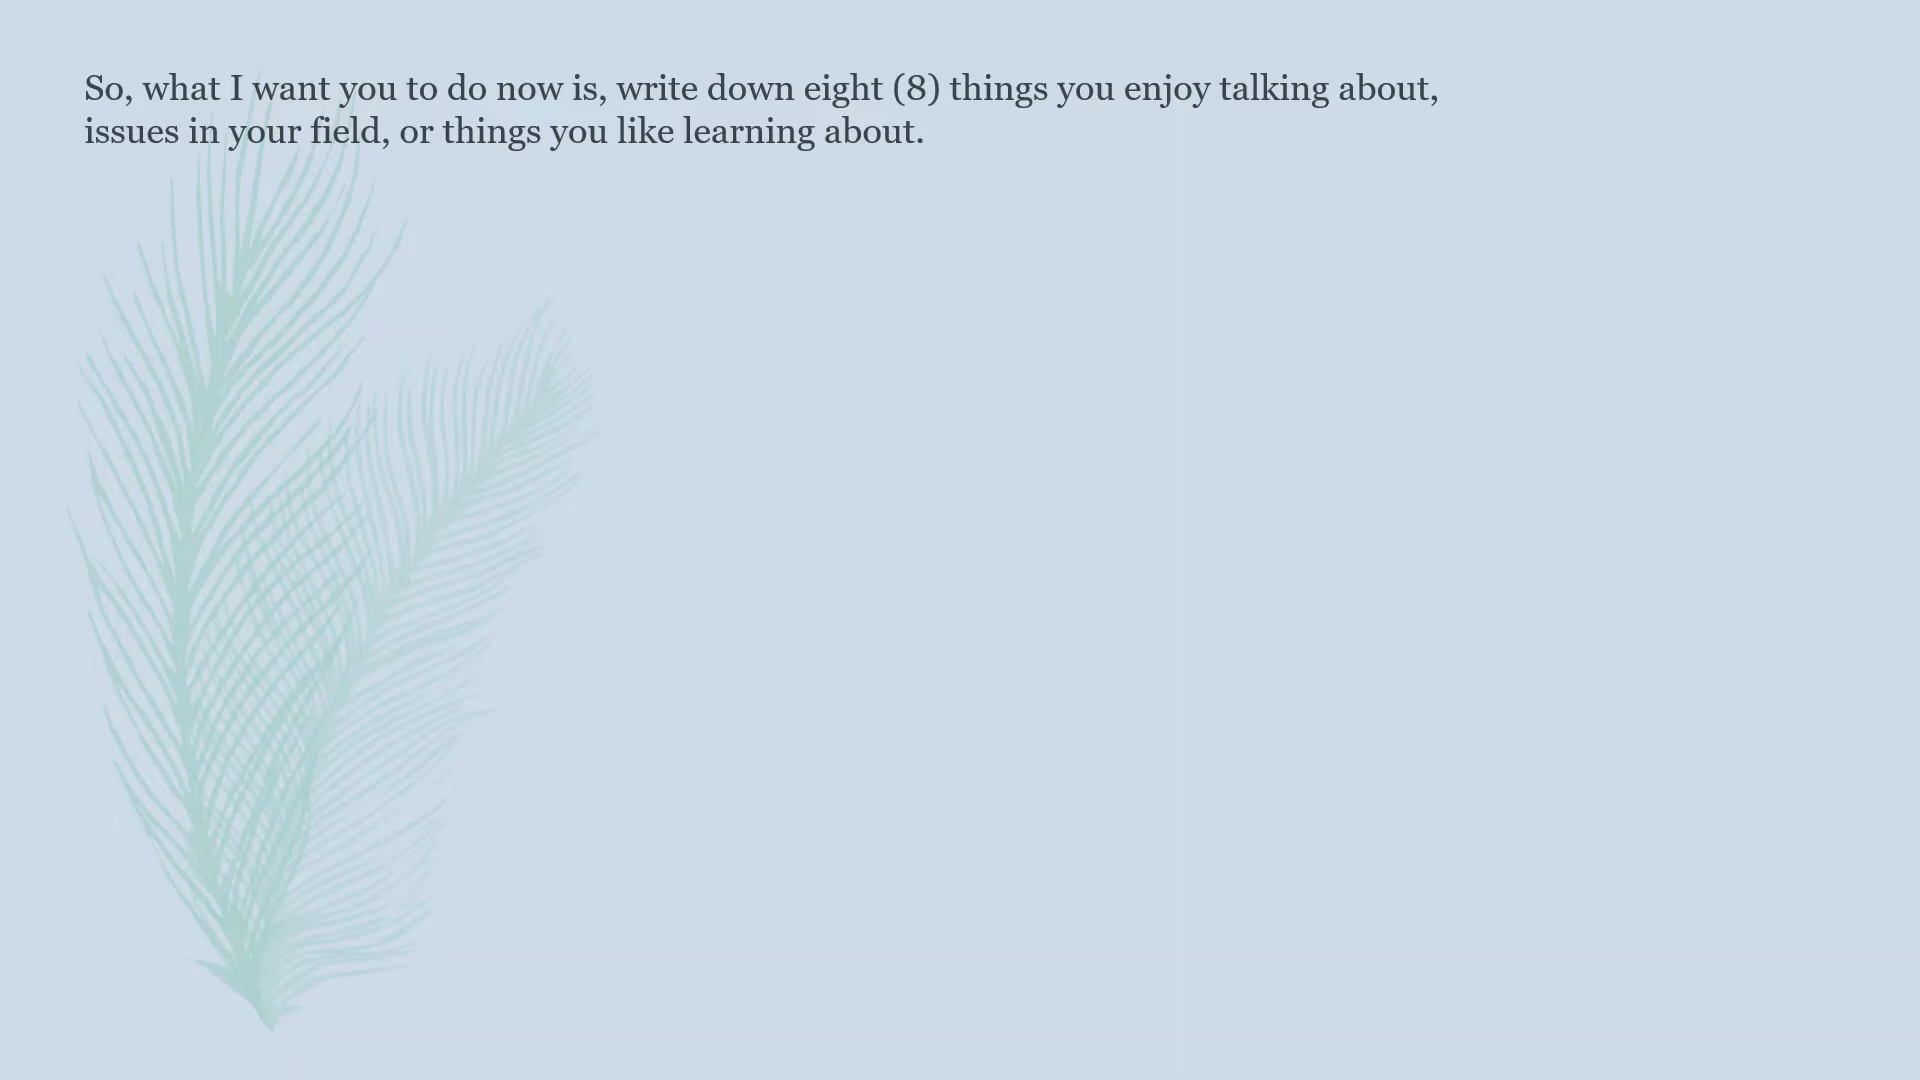 So, what I want you to do now is, write down eight (8) things you enjoy talking about,
issues in your field, or things you like learning about.